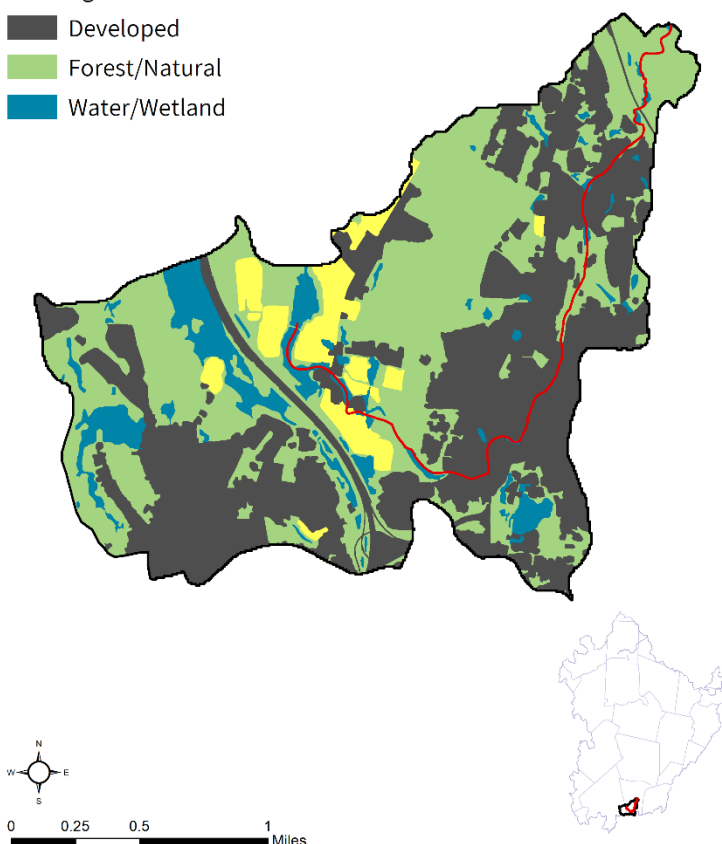 Developed
Forest/Natural
Water/Wetland
N
W E
S
0 0.25 0.5 1
Miles